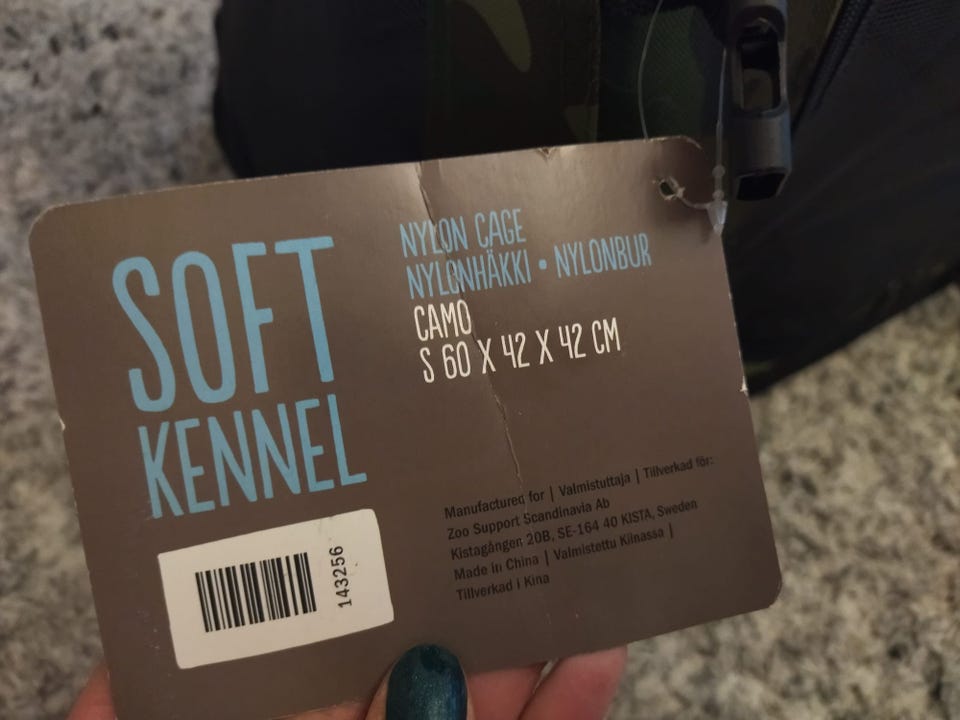 SOFT
KENNEL
NYLON CAGE
NYLONHÄKKI • NYLONBUR
CAMO
S 60 X 42 X 42 CM
143256
Manufactured for | Valmistuttaja | Tillverkad för:
Zoo Support Scandinavia Ab
Kistagången 20B, SE-164 40 KISTA, Sweden
Made in China | Valmistettu Kiinassa |
Tillverkad i Kina